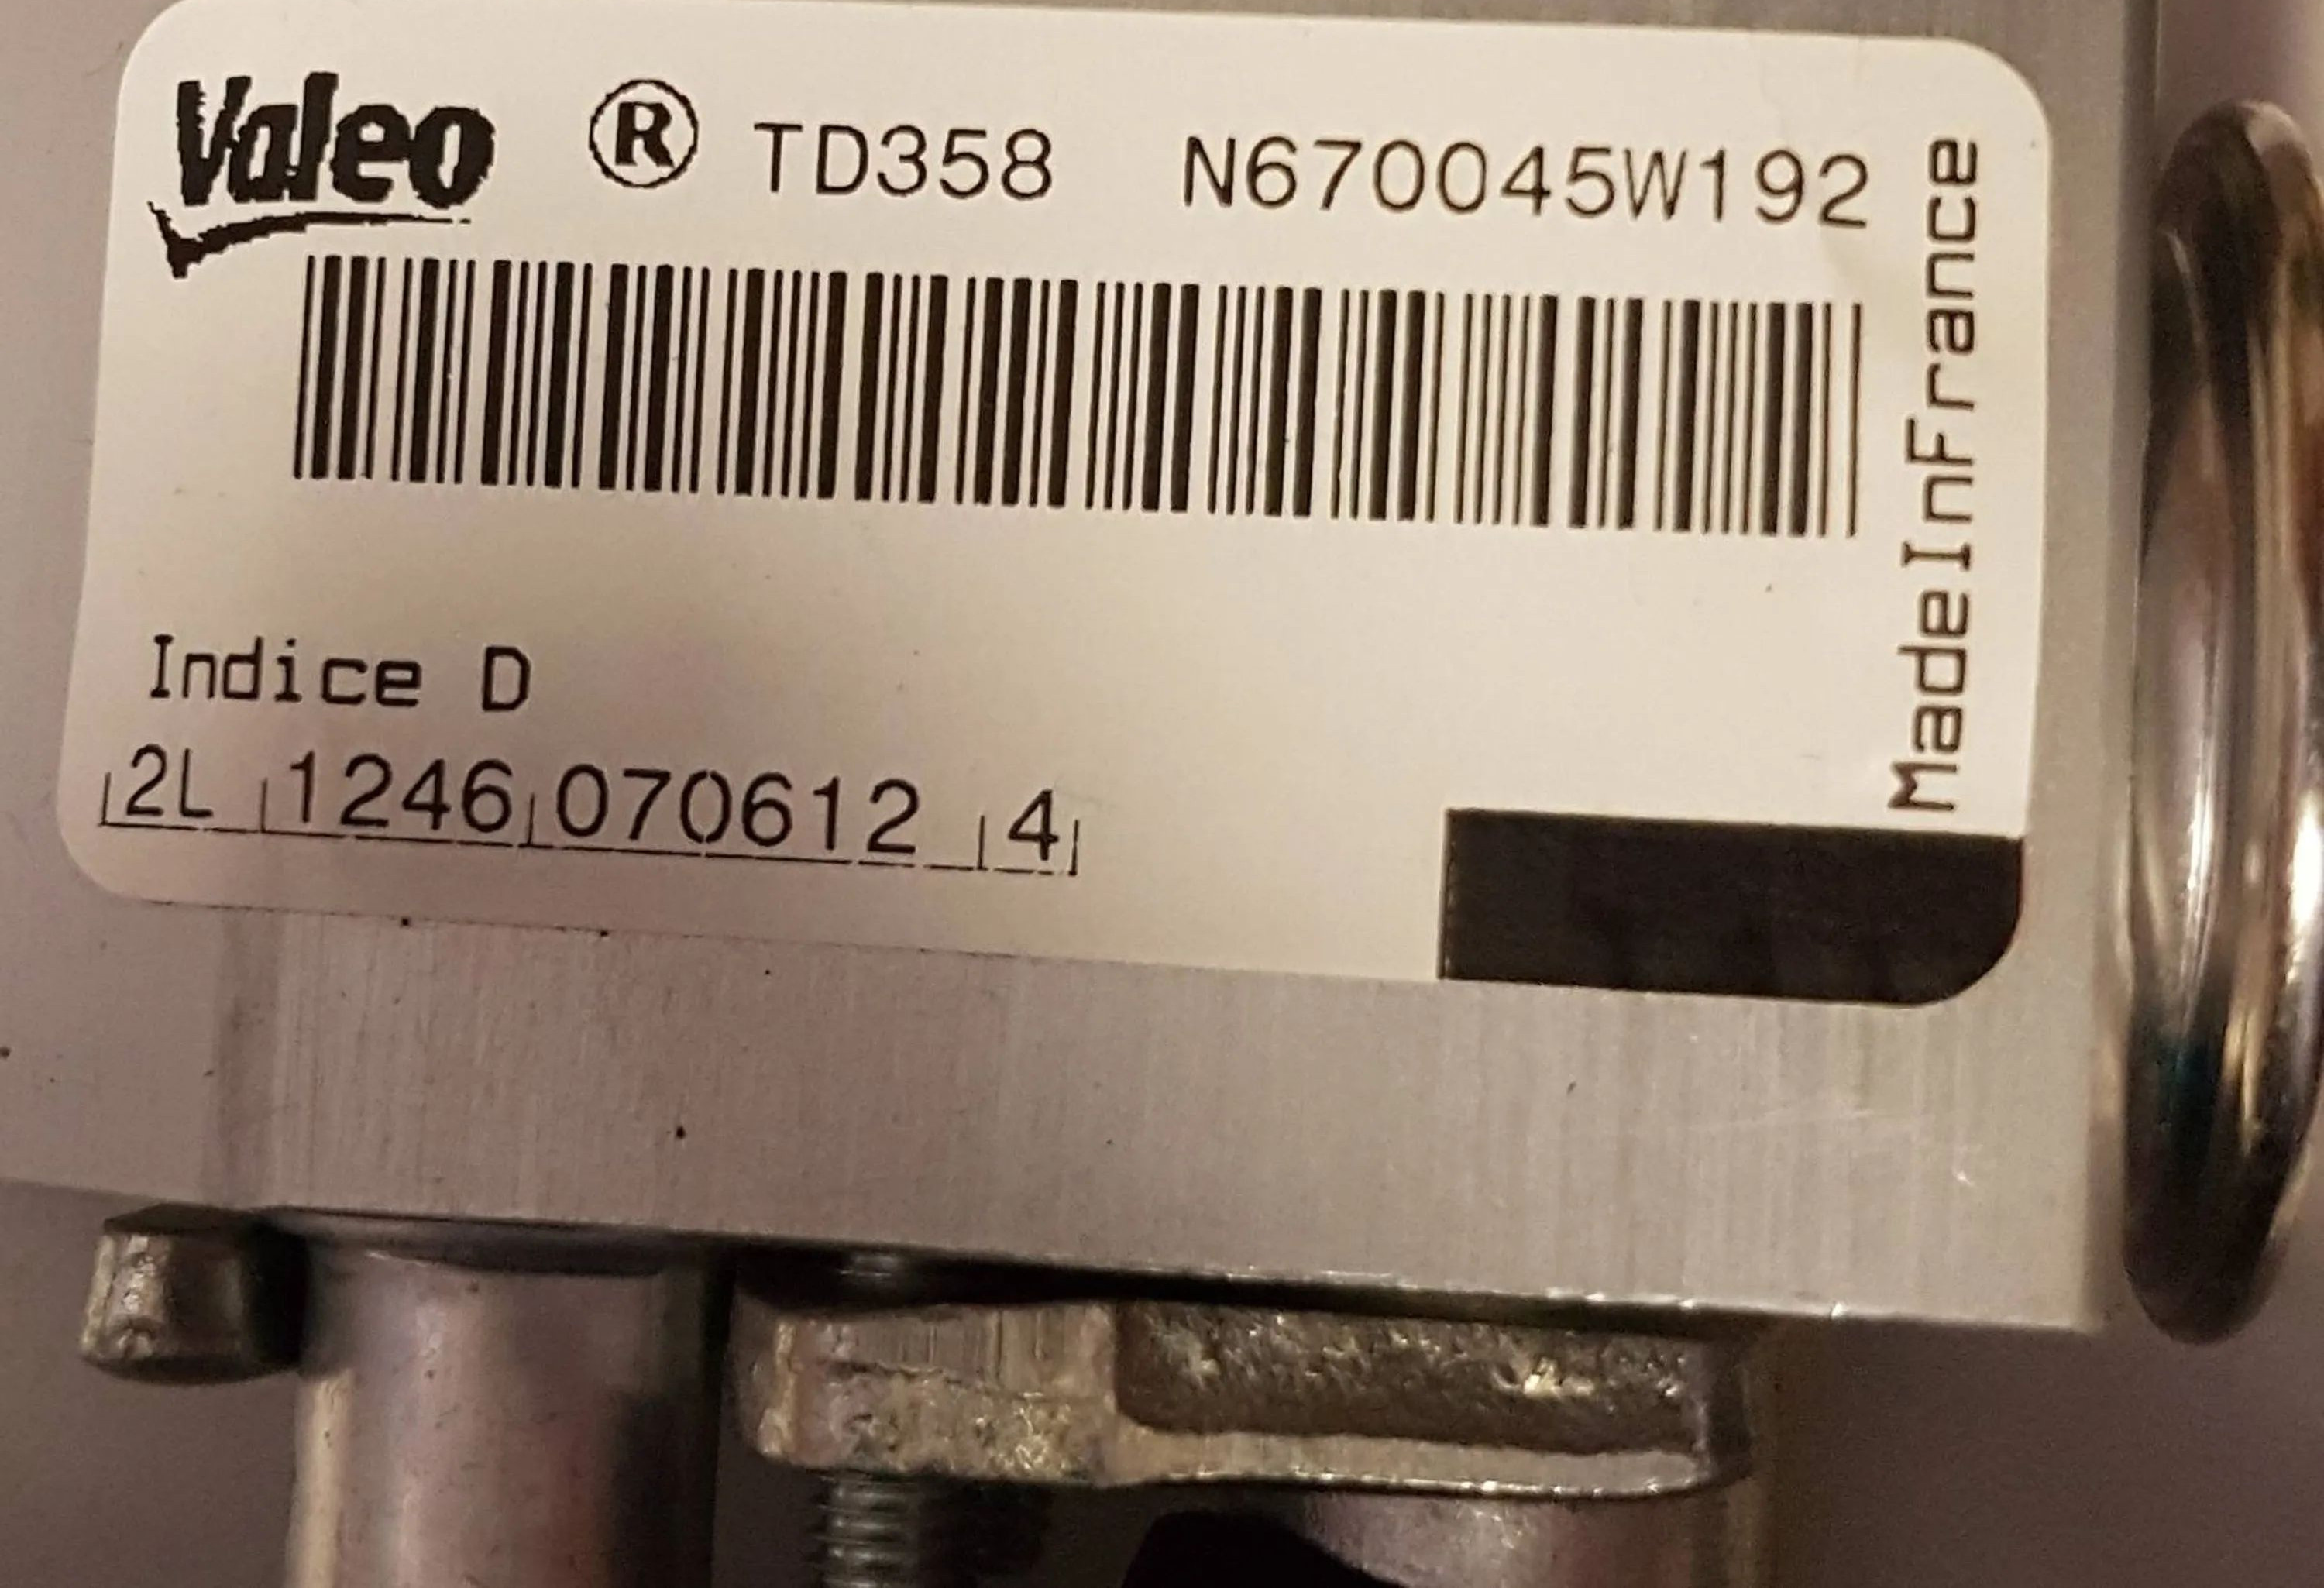 Valeo ® TD358 N670045W192
MadeInFrance
Indice D
2L 1246 070612 4